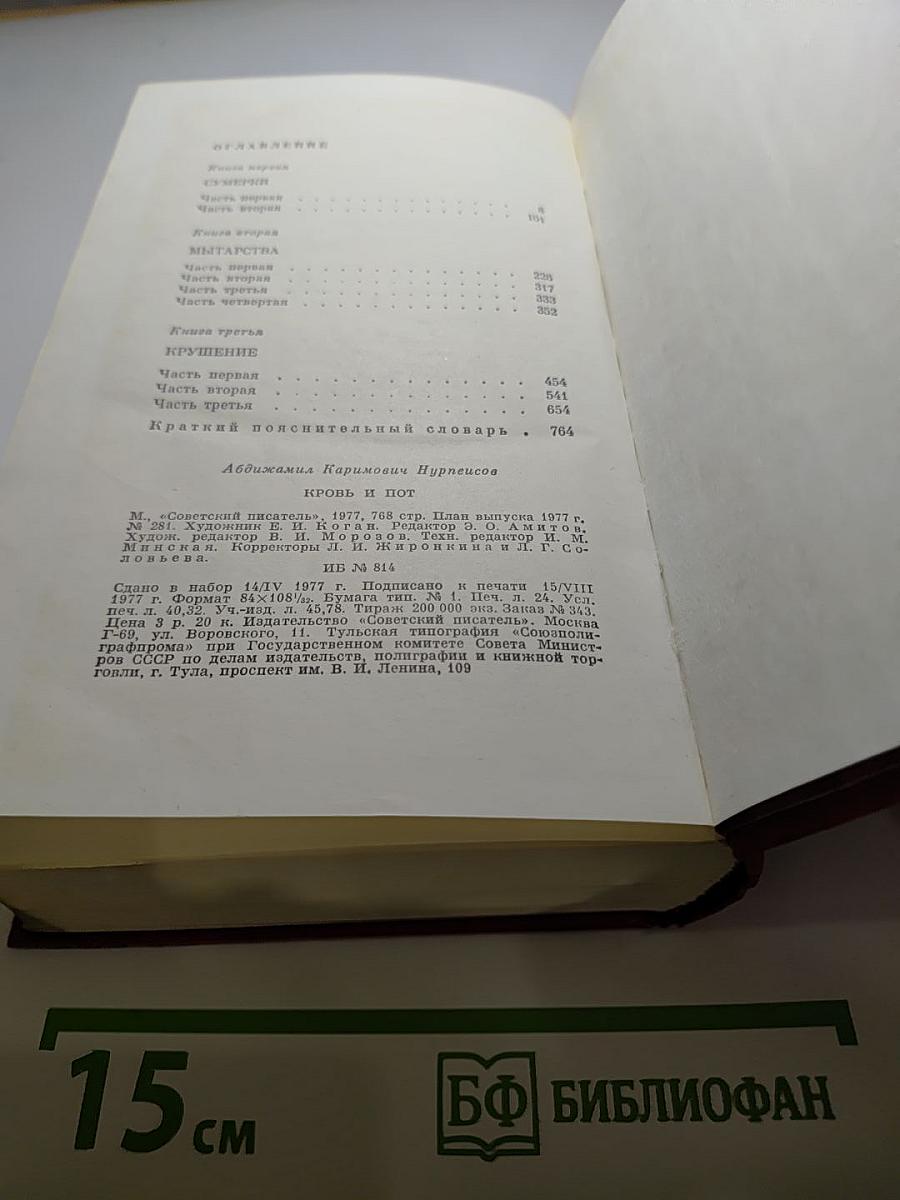 ОГЛАВЛЕНИЕ
Книга первая
СУМЕРКИ
Часть первая . . . . . . . . . . . .
Часть вторая . . . . . . . . . . . . 101
Книга вторая
МЫТАРСТВА
Часть первая . . . . . . . . . . . . 228
Часть вторая . . . . . . . . . . . . 317
Часть третья . . . . . . . . . . . . 333
Часть четвертая . . . . . . . . . . . 352
Книга третья
КРУШЕНИЕ
Часть первая . . . . . . . . . . . . . 454
Часть вторая . . . . . . . . . . . . . 541
Часть третья . . . . . . . . . . . . . 654
Краткий пояснительный словарь . 764
Абдижамил Каримович Нурпеисов
КРОВЬ И ПОТ
М., «Советский писатель», 1977, 768 стр. План выпуска 1977 г.
№ 281. Художник Е. И. Коган. Редактор Э. О. Амитов.
Худож. редактор В. И. Морозов. Техн. редактор И. М.
Минская. Корректоры Л. И. Жиронкина и Л. Г. Со-
ловьева.
ИБ № 814
Сдано в набор 14/IV 1977 г. Подписано к печати 15/VIII
1977 г. Формат 84×108¹/₃₂. Бумага тип. № 1. Печ. л. 24. Усл.
печ. л. 40,32. Уч.-изд. л. 45,78. Тираж 200 000 экз. Заказ № 343.
Цена 3 р. 20 к. Издательство «Советский писатель». Москва
Г-69, ул. Воровского, 11. Тульская типография «Союзполи-
графпрома» при Государственном комитете Совета Минист-
ров СССР по делам издательств, полиграфии и книжной тор-
говли, г. Тула, проспект им. В. И. Ленина, 109
15 см
БФ БИБЛИОФАН